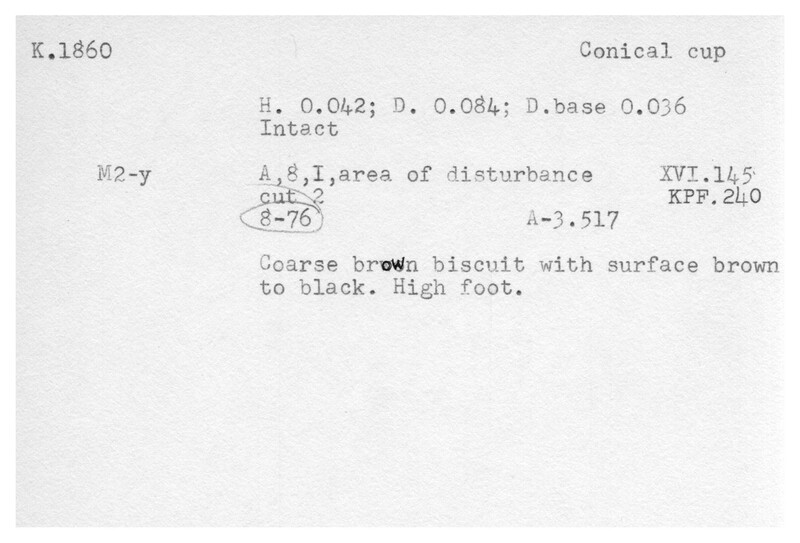 K.1860 Conical cup
H. 0.042; D. 0.084; D.base 0.036
Intact
M2-y A,8,I,area of disturbance XVI.145
cut 2 KPF.240
8-76 A-3.517
Coarse brown biscuit with surface brown
to black. High foot.